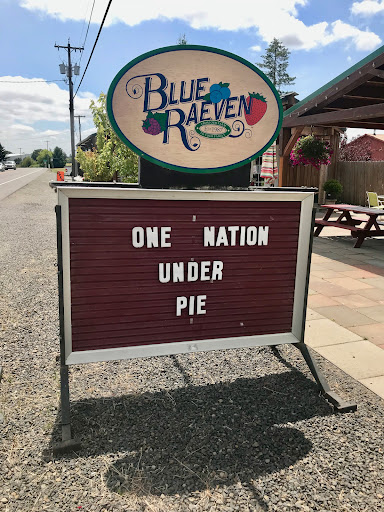 BLUE
RAEVEN
ONE NATION
UNDER
PIE